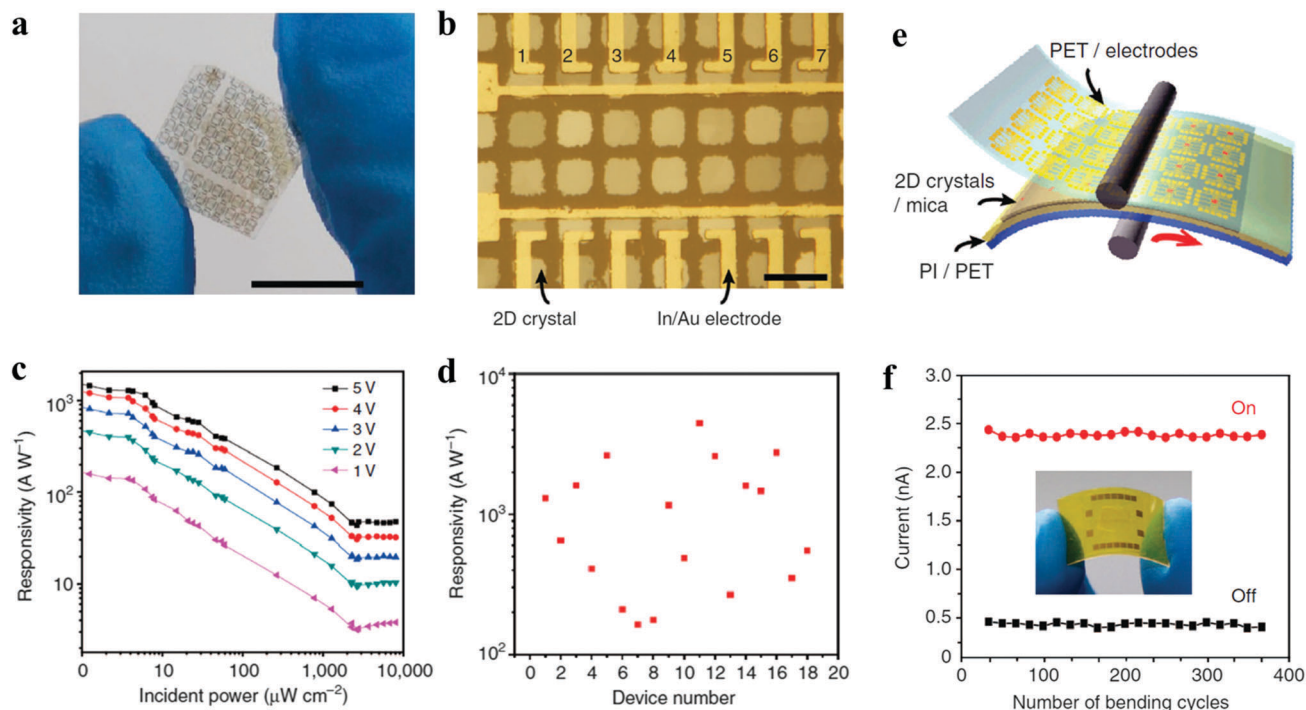 a
b
1 2 3 4 5 6 7
2D crystal
In/Au electrode
e
PET / electrodes
2D crystals
/ mica
PI / PET
c
Responsivity (A W⁻¹)
10³
10²
10
5 V
4 V
3 V
2 V
1 V
0 10 100 1,000 10,000
Incident power (μW cm⁻²)
d
Responsivity (A W⁻¹)
10⁴
10³
10²
0 2 4 6 8 10 12 14 16 18 20
Device number
f
Current (nA)
3.0
2.5
2.0
1.5
1.0
0.5
0
On
Off
0 100 200 300 400
Number of bending cycles